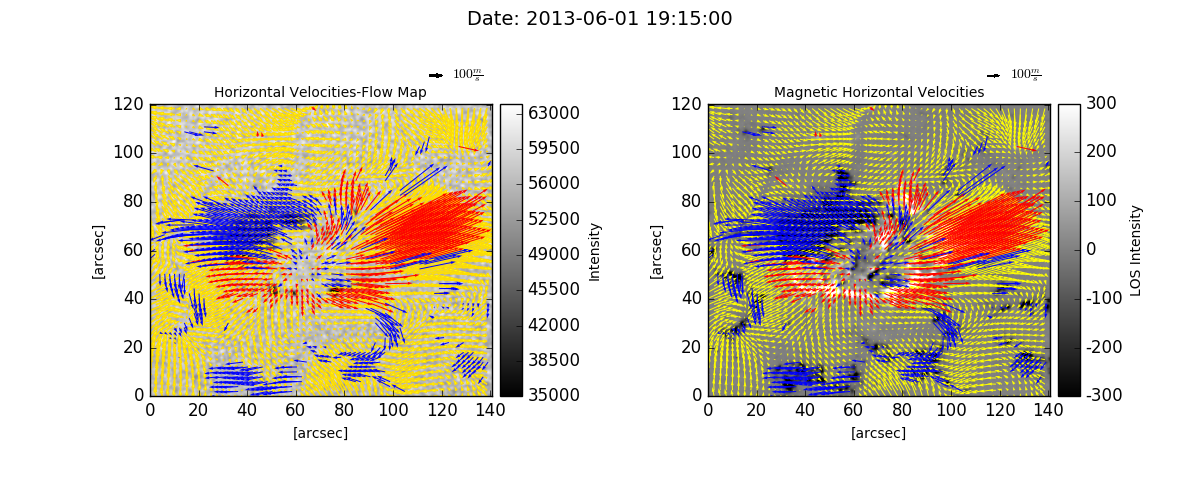 Date: 2013-06-01 19:15:00
100 m/s
100 m/s
Horizontal Velocities-Flow Map
Magnetic Horizontal Velocities
120
100
80
60
40
20
0
0 20 40 60 80 100 120 140
[arcsec]
[arcsec]
63000
59500
56000
52500
49000
45500
42000
38500
35000
Intensity
120
100
80
60
40
20
0
0 20 40 60 80 100 120 140
[arcsec]
[arcsec]
300
200
100
0
-100
-200
-300
LOS Intensity